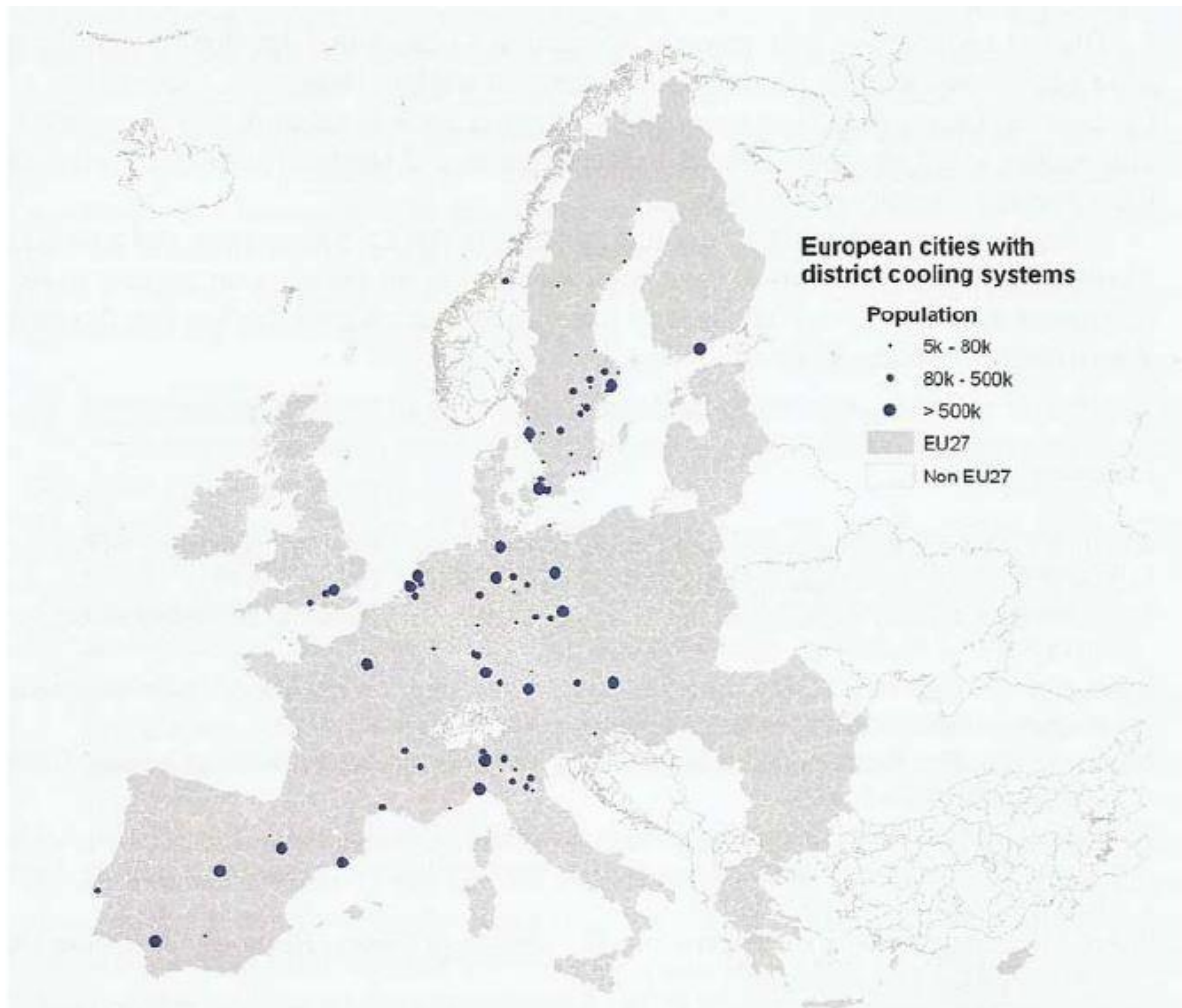 European cities with
district cooling systems
Population
5k - 80k
80k - 500k
> 500k
EU27
Non EU27